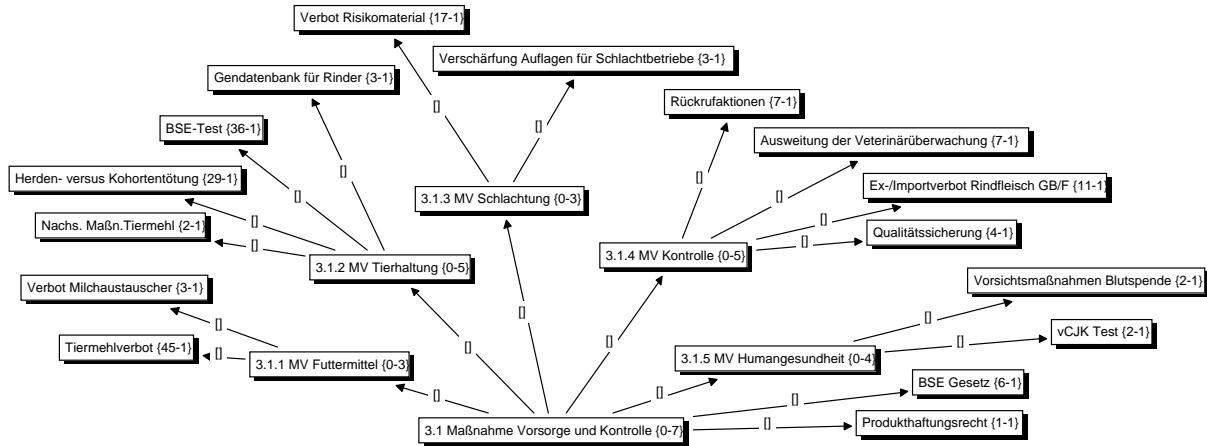 Verbot Risikomaterial {17-1}
Verschärfung Auflagen für Schlachtbetriebe {3-1}
Gendatenbank für Rinder {3-1}
[]
[]
Rückrufaktionen {7-1}
BSE-Test {36-1}
[]
[]
Ausweitung der Veterinärüberwachung {7-1}
[]
[]
Herden- versus Kohortentötung {29-1}
3.1.3 MV Schlachtung {0-3}
Ex-/Importverbot Rindfleisch GB/F {11-1}
[]
[]
Nachs. Maßn.Tiermehl {2-1}
[]
[]
Qualitätssicherung {4-1}
3.1.2 MV Tierhaltung {0-5}
3.1.4 MV Kontrolle {0-5}
Vorsichtsmaßnahmen Blutspende {2-1}
Verbot Milchaustauscher {3-1}
[]
[]
[]
[]
[]
vCJK Test {2-1}
Tiermehlverbot {45-1}
[]
[]
3.1.1 MV Futtermittel {0-3}
3.1.5 MV Humangesundheit {0-4}
BSE Gesetz {6-1}
[]
[]
[]
3.1 Maßnahme Vorsorge und Kontrolle {0-7}
[]
Produkthaftungsrecht {1-1}